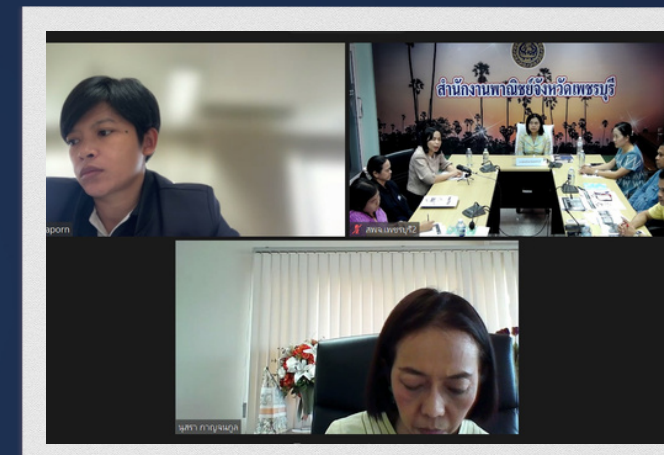 สำนักงานพาณิชย์จังหวัดเพชรบุรี
aporn
สพจ.เพชรบุรี2
นุสรา กาญจนกูล